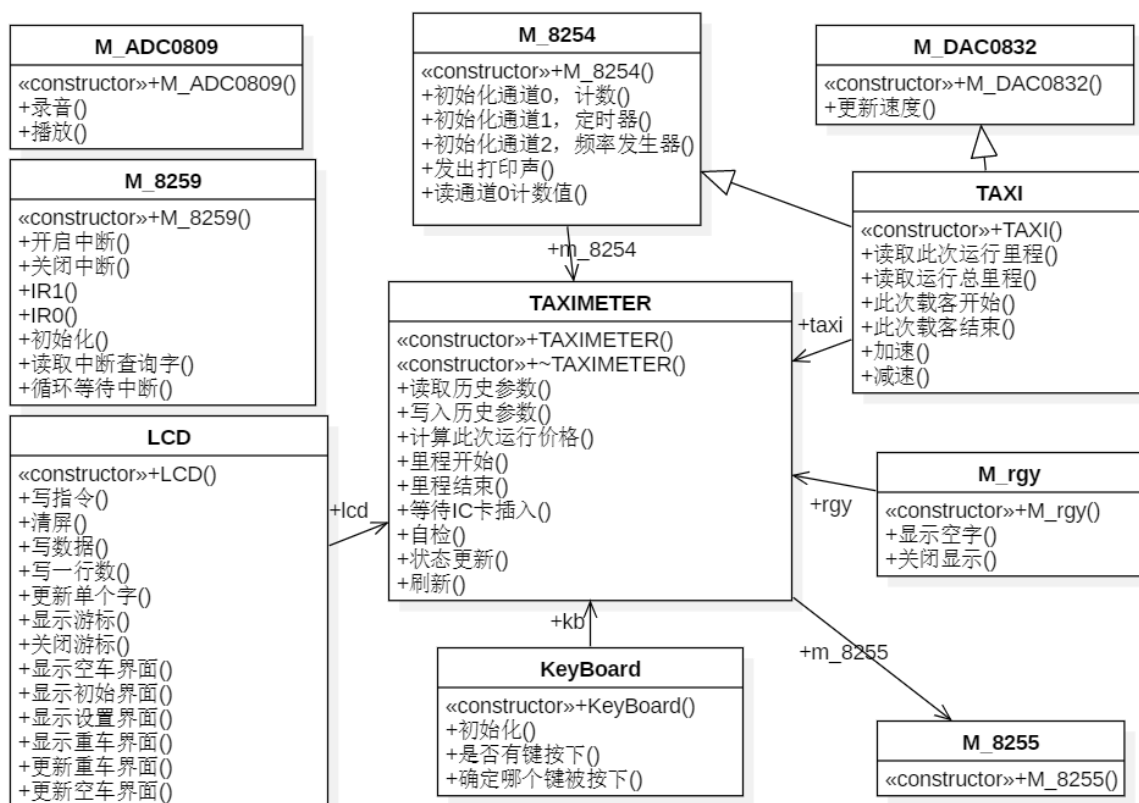 M_ADC0809
«constructor»+M_ADC0809()
+录音()
+播放()
M_8259
«constructor»+M_8259()
+开启中断()
+关闭中断()
+IR1()
+IR0()
+初始化()
+读取中断查询字()
+循环等待中断()
LCD
«constructor»+LCD()
+写指令()
+清屏()
+写数据()
+写一行数()
+更新单个字()
+显示游标()
+关闭游标()
+显示空车界面()
+显示初始界面()
+显示设置界面()
+显示重车界面()
+更新重车界面()
+更新空车界面()
M_8254
«constructor»+M_8254()
+初始化通道0，计数()
+初始化通道1，定时器()
+初始化通道2，频率发生器()
+发出打印声()
+读通道0计数值()
+m_8254
TAXIMETER
«constructor»+TAXIMETER()
«constructor»+~TAXIMETER()
+读取历史参数()
+写入历史参数()
+计算此次运行价格()
+里程开始()
+里程结束()
+等待IC卡插入()
+自检()
+状态更新()
+刷新()
+lcd
+kb
KeyBoard
«constructor»+KeyBoard()
+初始化()
+是否有键按下()
+确定哪个键被按下()
M_DAC0832
«constructor»+M_DAC0832()
+更新速度()
TAXI
«constructor»+TAXI()
+读取此次运行里程()
+读取运行总里程()
+此次载客开始()
+此次载客结束()
+加速()
+减速()
+taxi
M_rgy
«constructor»+M_rgy()
+显示空字()
+关闭显示()
+rgy
+m_8255
M_8255
«constructor»+M_8255()